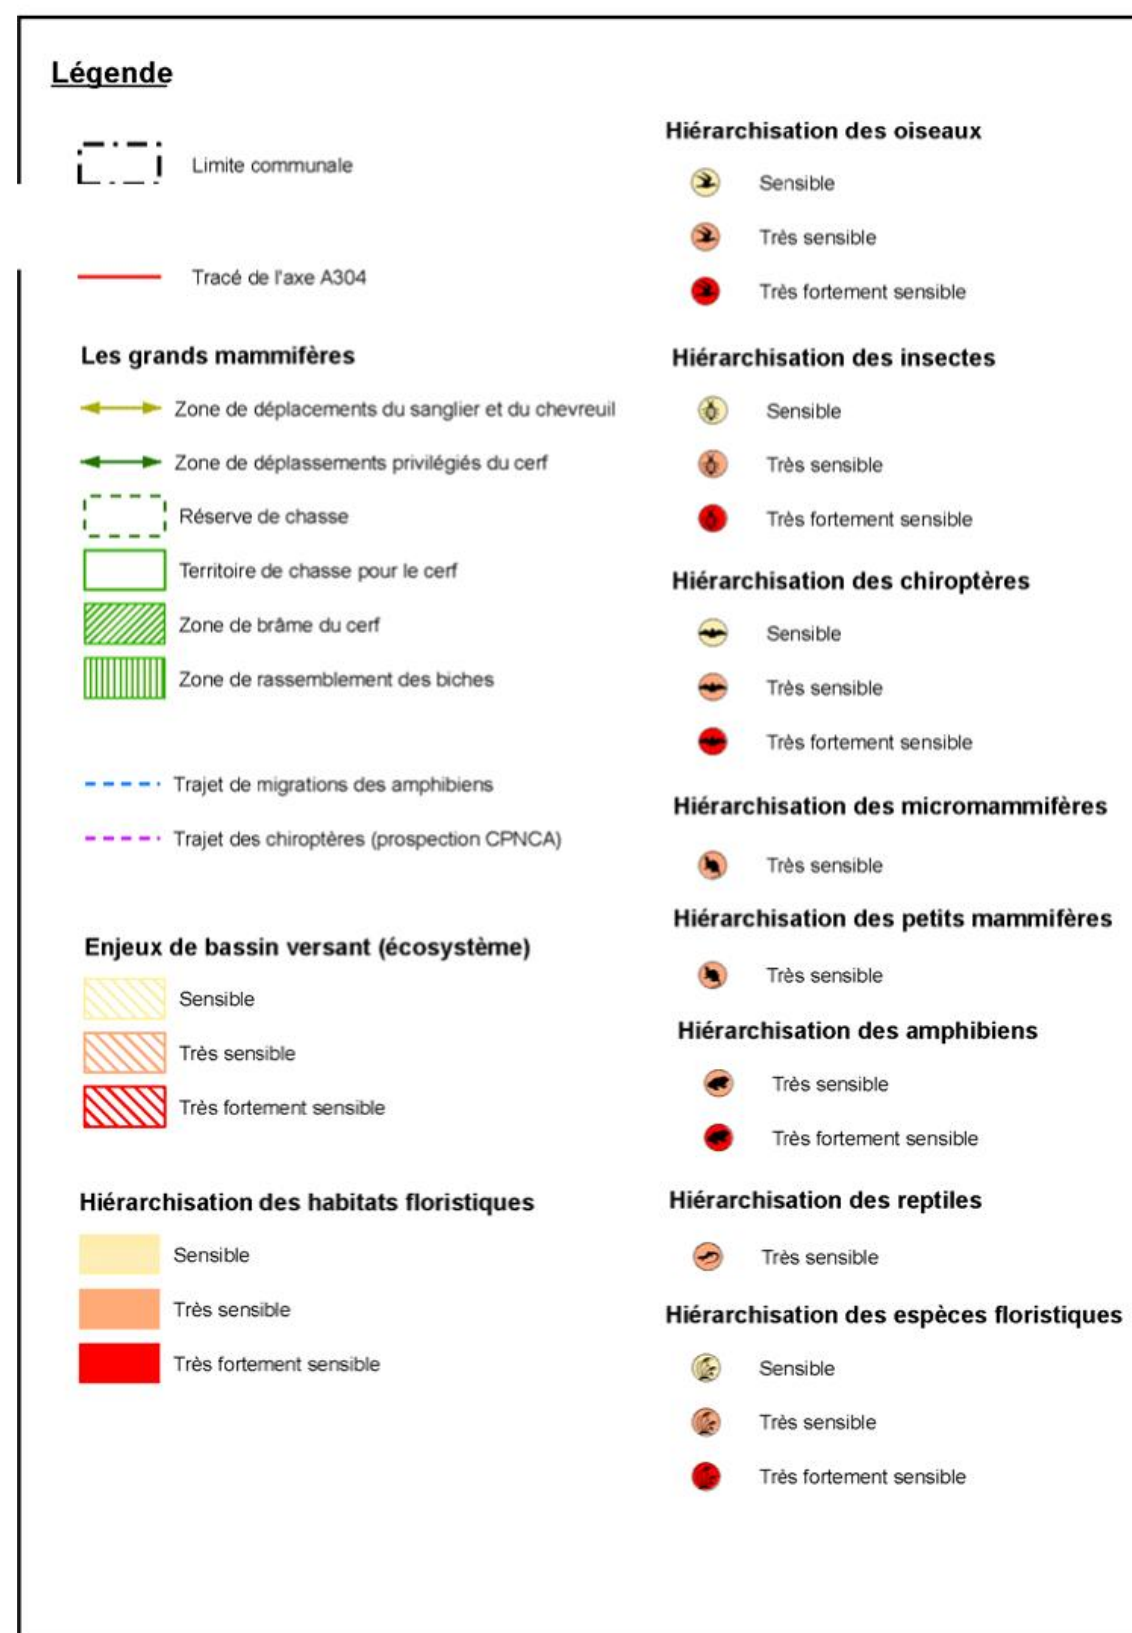 Légende
Limite communale
Tracé de l'axe A304
Les grands mammifères
Zone de déplacements du sanglier et du chevreuil
Zone de déplassements privilégiés du cerf
Réserve de chasse
Territoire de chasse pour le cerf
Zone de brâme du cerf
Zone de rassemblement des biches
Trajet de migrations des amphibiens
Trajet des chiroptères (prospection CPNCA)
Enjeux de bassin versant (écosystème)
Sensible
Très sensible
Très fortement sensible
Hiérarchisation des habitats floristiques
Sensible
Très sensible
Très fortement sensible
Hiérarchisation des oiseaux
Sensible
Très sensible
Très fortement sensible
Hiérarchisation des insectes
Sensible
Très sensible
Très fortement sensible
Hiérarchisation des chiroptères
Sensible
Très sensible
Très fortement sensible
Hiérarchisation des micromammifères
Très sensible
Hiérarchisation des petits mammifères
Très sensible
Hiérarchisation des amphibiens
Très sensible
Très fortement sensible
Hiérarchisation des reptiles
Très sensible
Hiérarchisation des espèces floristiques
Sensible
Très sensible
Très fortement sensible